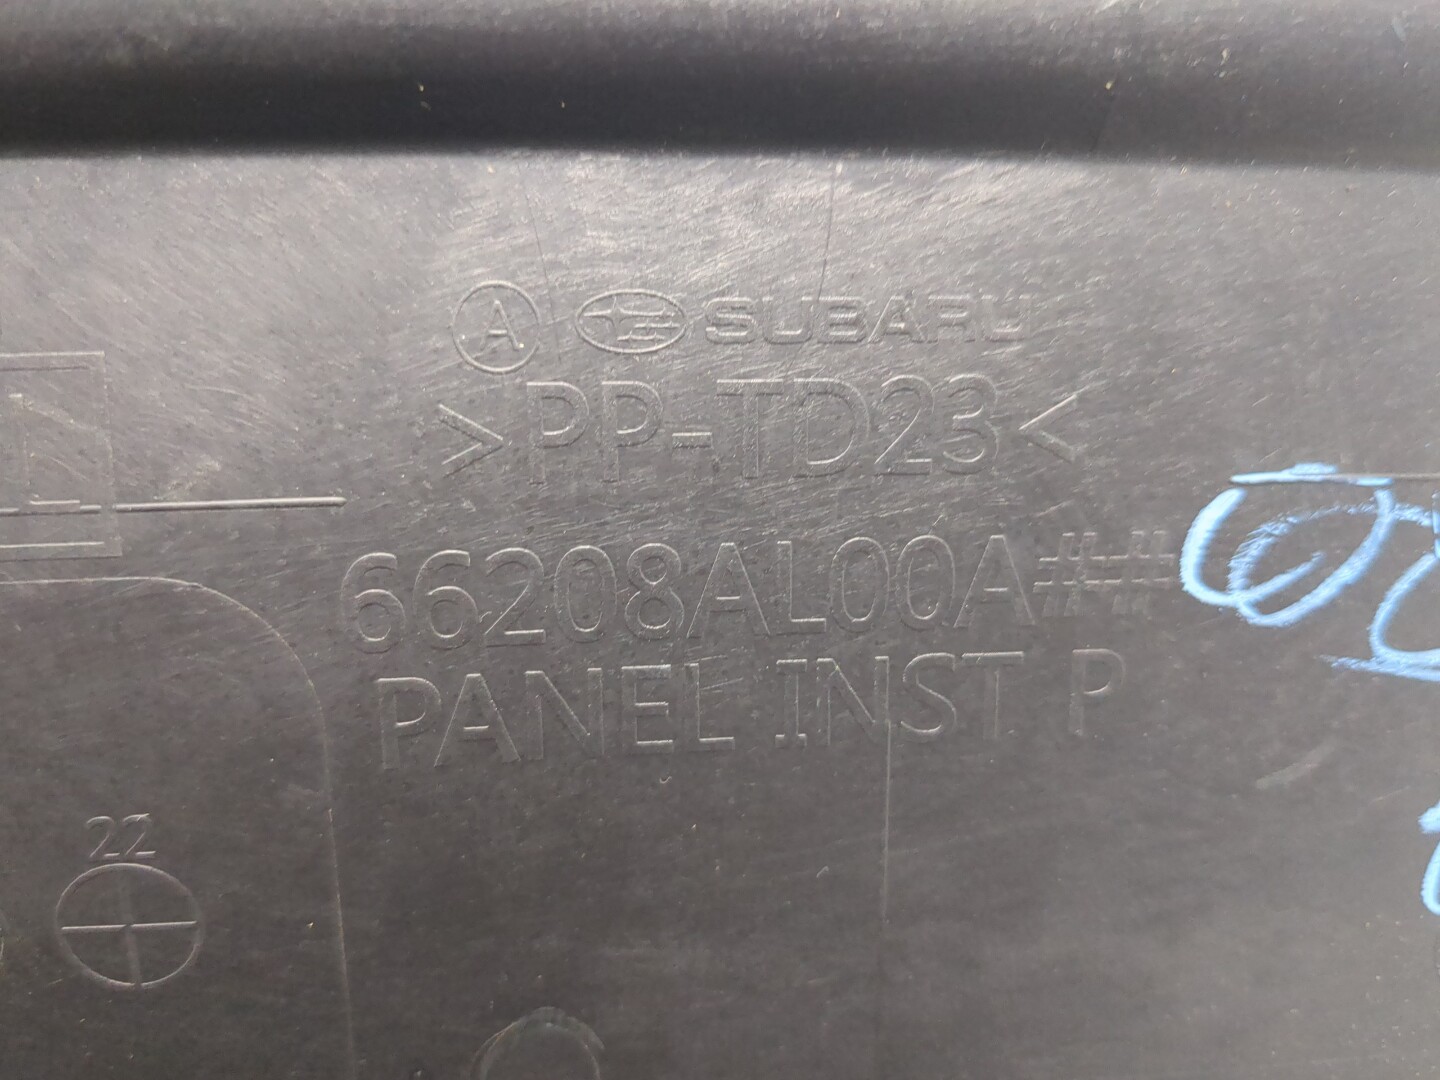 A SUBARU
>PP-TD23<
66208AL00A##
PANEL INST P
22